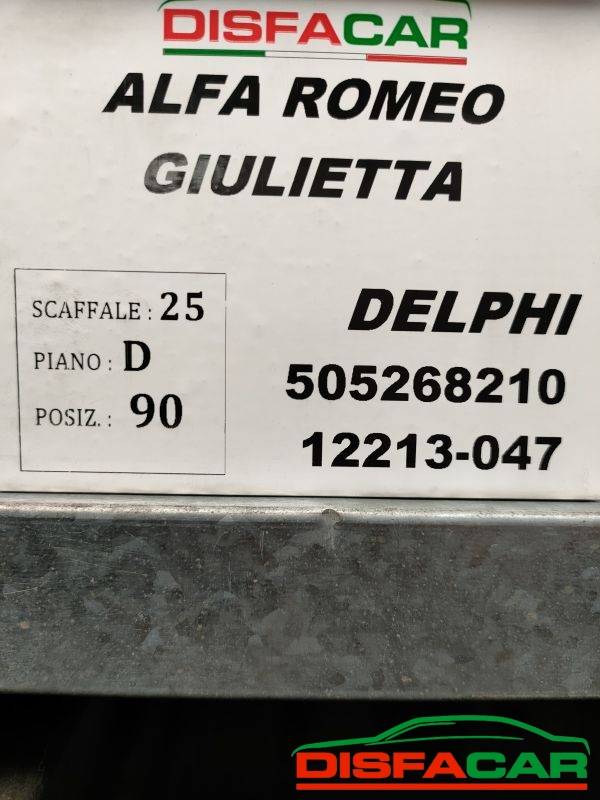 DISFACAR
ALFA ROMEO
GIULIETTA
SCAFFALE : 25
PIANO : D
POSIZ. : 90
DELPHI
505268210
12213-047
DISFACAR